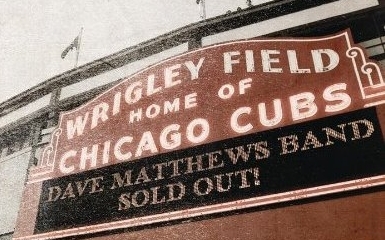 WRIGLEY FIELD
HOME OF
CHICAGO CUBS
DAVE MATTHEWS BAND
SOLD OUT!